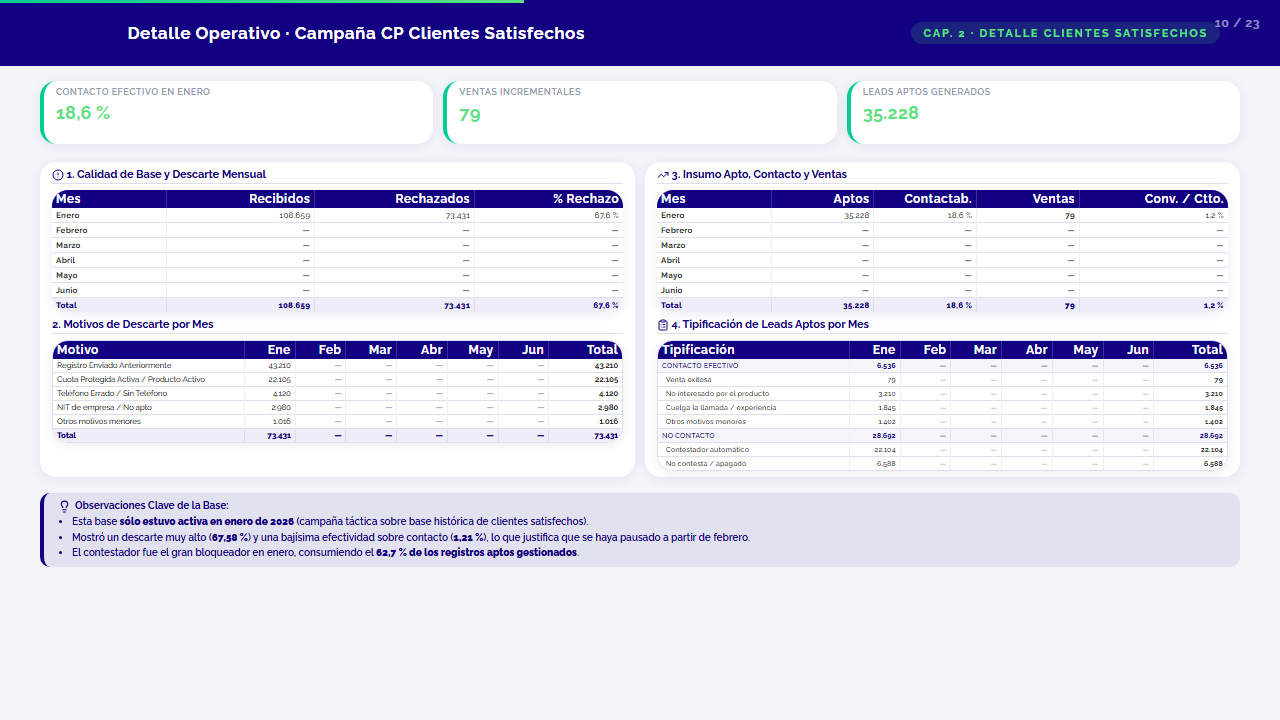 Detalle Operativo · Campaña CP Clientes Satisfechos
CAP. 2 · DETALLE CLIENTES SATISFECHOS
10 / 23
CONTACTO EFECTIVO EN ENERO
18,6 %
VENTAS INCREMENTALES
79
LEADS APTOS GENERADOS
35.228
1. Calidad de Base y Descarte Mensual
Mes Recibidos Rechazados % Rechazo
Enero 108.659 73.431 67,6 %
Febrero — — —
Marzo — — —
Abril — — —
Mayo — — —
Junio — — —
Total 108.659 73.431 67,6 %
2. Motivos de Descarte por Mes
Motivo Ene Feb Mar Abr May Jun Total
Registro Enviado Anteriormente 43.210 — — — — — 43.210
Cuota Protegida Activa / Producto Activo 22.105 — — — — — 22.105
Teléfono Errado / Sin Teléfono 4.120 — — — — — 4.120
NIT de empresa / No apto 2.980 — — — — — 2.980
Otros motivos menores 1.016 — — — — — 1.016
Total 73.431 — — — — — 73.431
3. Insumo Apto, Contacto y Ventas
Mes Aptos Contactab. Ventas Conv. / Ctto.
Enero 35.228 18,6 % 79 1,2 %
Febrero — — — —
Marzo — — — —
Abril — — — —
Mayo — — — —
Junio — — — —
Total 35.228 18,6 % 79 1,2 %
4. Tipificación de Leads Aptos por Mes
Tipificación Ene Feb Mar Abr May Jun Total
CONTACTO EFECTIVO 6.536 — — — — — 6.536
Venta exitosa 79 — — — — — 79
No interesado por el producto 3.210 — — — — — 3.210
Cuelga la llamada / experiencia 1.845 — — — — — 1.845
Otros motivos menores 1.402 — — — — — 1.402
NO CONTACTO 28.692 — — — — — 28.692
Contestador automático 22.104 — — — — — 22.104
No contesta / apagado 6.588 — — — — — 6.588
Observaciones Clave de la Base:
• Esta base sólo estuvo activa en enero de 2026 (campaña táctica sobre base histórica de clientes satisfechos).
• Mostró un descarte muy alto (67,58 %) y una bajísima efectividad sobre contacto (1,21 %), lo que justifica que se haya pausado a partir de febrero.
• El contestador fue el gran bloqueador en enero, consumiendo el 62,7 % de los registros aptos gestionados.